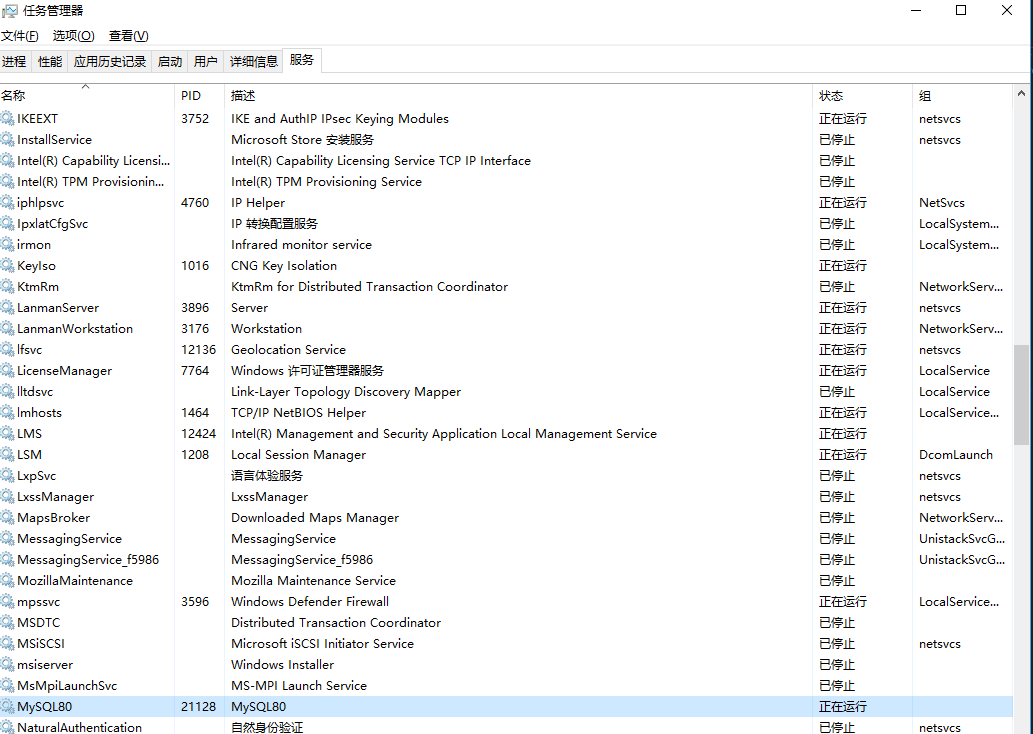 任务管理器
文件(F) 选项(O) 查看(V)
进程 性能 应用历史记录 启动 用户 详细信息 服务
名称 PID 描述 状态 组
IKEEXT 3752 IKE and AuthIP IPsec Keying Modules 正在运行 netsvcs
InstallService Microsoft Store 安装服务 已停止 netsvcs
Intel(R) Capability Licensi... Intel(R) Capability Licensing Service TCP IP Interface 已停止
Intel(R) TPM Provisionin... Intel(R) TPM Provisioning Service 已停止
iphlpsvc 4760 IP Helper 正在运行 NetSvcs
IpxlatCfgSvc IP 转换配置服务 已停止 LocalSystem...
irmon Infrared monitor service 已停止 LocalSystem...
KeyIso 1016 CNG Key Isolation 正在运行
KtmRm KtmRm for Distributed Transaction Coordinator 已停止 NetworkServ...
LanmanServer 3896 Server 正在运行 netsvcs
LanmanWorkstation 3176 Workstation 正在运行 NetworkServ...
lfsvc 12136 Geolocation Service 正在运行 netsvcs
LicenseManager 7764 Windows 许可证管理器服务 正在运行 LocalService
lltdsvc Link-Layer Topology Discovery Mapper 已停止 LocalService
lmhosts 1464 TCP/IP NetBIOS Helper 正在运行 LocalService...
LMS 12424 Intel(R) Management and Security Application Local Management Service 正在运行
LSM 1208 Local Session Manager 正在运行 DcomLaunch
LxpSvc 语言体验服务 已停止 netsvcs
LxssManager LxssManager 已停止 netsvcs
MapsBroker Downloaded Maps Manager 已停止 NetworkServ...
MessagingService MessagingService 已停止 UnistackSvcG...
MessagingService_f5986 MessagingService_f5986 已停止 UnistackSvcG...
MozillaMaintenance Mozilla Maintenance Service 已停止
mpssvc 3596 Windows Defender Firewall 正在运行 LocalService...
MSDTC Distributed Transaction Coordinator 已停止
MSiSCSI Microsoft iSCSI Initiator Service 已停止 netsvcs
msiserver Windows Installer 已停止
MsMpiLaunchSvc MS-MPI Launch Service 已停止
MySQL80 21128 MySQL80 正在运行
NaturalAuthentication 自然身份验证 已停止 netsvcs